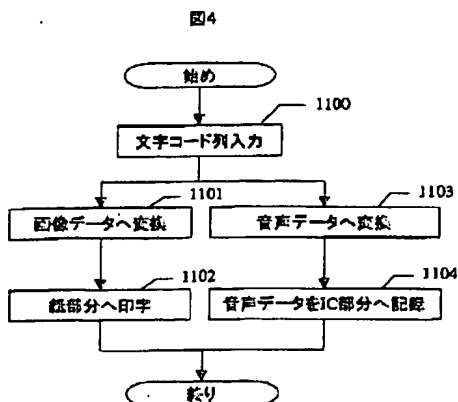 図4
始め
1100
文字コード列入力
1101
画像データへ変換
1103
音声データへ変換
1102
紙部分へ印字
1104
音声データをIC部分へ記録
終り